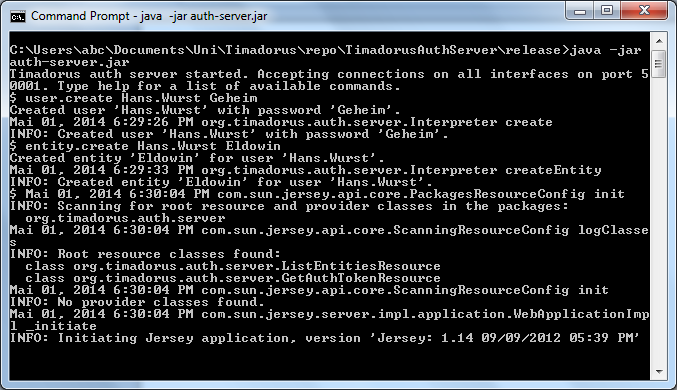 Command Prompt - java  -jar auth-server.jar
C:\Users\abc\Documents\Uni\Timadorus\repo\TimadorusAuthServer\release>java -jar
auth-server.jar
Timadorus auth server started. Accepting connections on all interfaces on port 5
0001. Type help for a list of available commands.
$ user.create Hans.Wurst Geheim
Created user 'Hans.Wurst' with password 'Geheim'.
Mai 01, 2014 6:29:26 PM org.timadorus.auth.server.Interpreter create
INFO: Created user 'Hans.Wurst' with password 'Geheim'.
$ entity.create Hans.Wurst Eldowin
Created entity 'Eldowin' for user 'Hans.Wurst'.
Mai 01, 2014 6:29:33 PM org.timadorus.auth.server.Interpreter createEntity
INFO: Created entity 'Eldowin' for user 'Hans.Wurst'.
$ Mai 01, 2014 6:30:04 PM com.sun.jersey.api.core.PackagesResourceConfig init
INFO: Scanning for root resource and provider classes in the packages:
  org.timadorus.auth.server
Mai 01, 2014 6:30:04 PM com.sun.jersey.api.core.ScanningResourceConfig logClasse
s
INFO: Root resource classes found:
  class org.timadorus.auth.server.ListEntitiesResource
  class org.timadorus.auth.server.GetAuthTokenResource
Mai 01, 2014 6:30:04 PM com.sun.jersey.api.core.ScanningResourceConfig init
INFO: No provider classes found.
Mai 01, 2014 6:30:04 PM com.sun.jersey.server.impl.application.WebApplicationImp
l _initiate
INFO: Initiating Jersey application, version 'Jersey: 1.14 09/09/2012 05:39 PM'